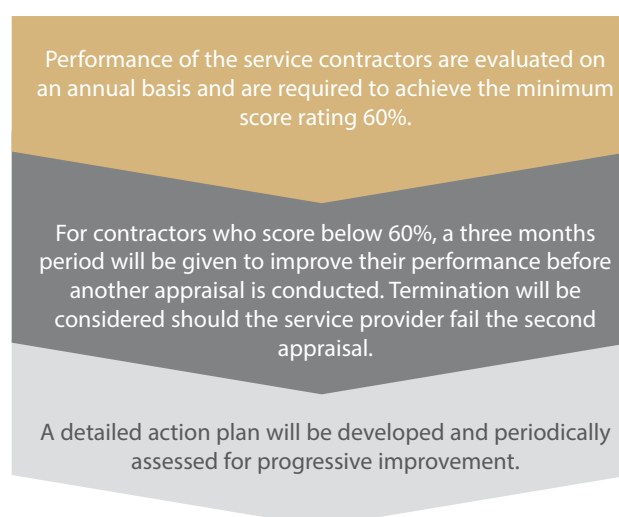 Performance of the service contractors are evaluated on
an annual basis and are required to achieve the minimum
score rating 60%.
For contractors who score below 60%, a three months
period will be given to improve their performance before
another appraisal is conducted. Termination will be
considered should the service provider fail the second
appraisal.
A detailed action plan will be developed and periodically
assessed for progressive improvement.